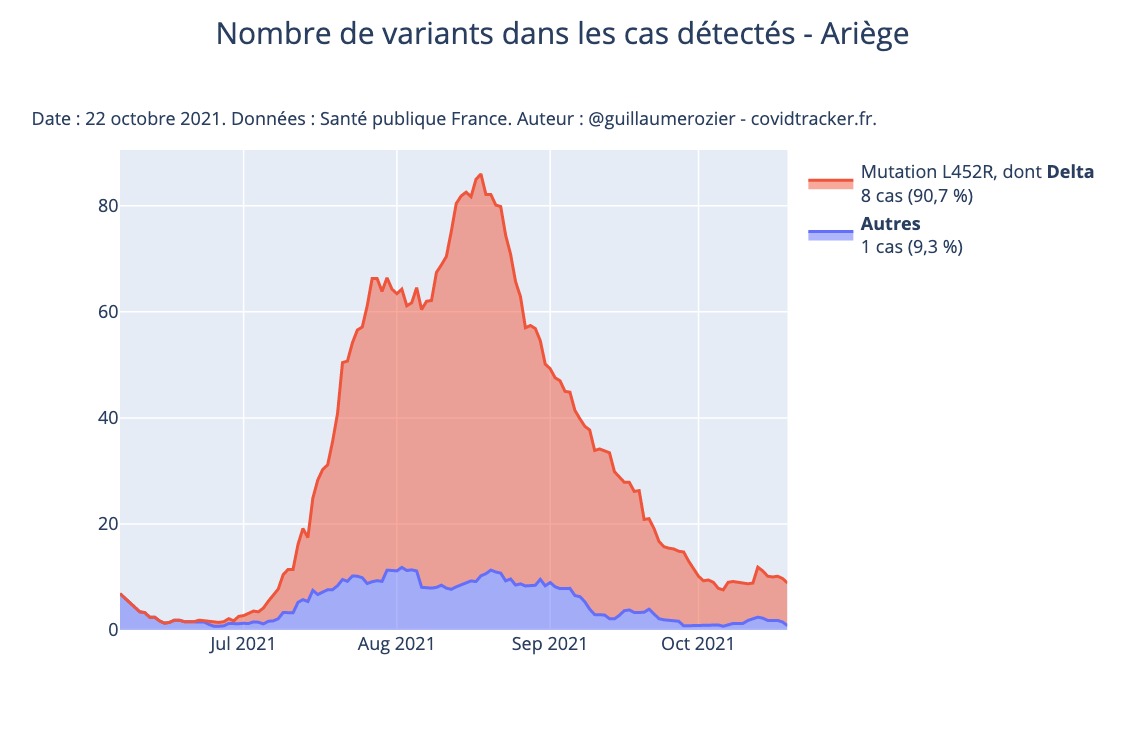 Nombre de variants dans les cas détectés - Ariège
Date : 22 octobre 2021. Données : Santé publique France. Auteur : @guillaumerozier - covidtracker.fr.
Mutation L452R, dont Delta
8 cas (90,7 %)
Autres
1 cas (9,3 %)
80
60
40
20
0
Jul 2021
Aug 2021
Sep 2021
Oct 2021